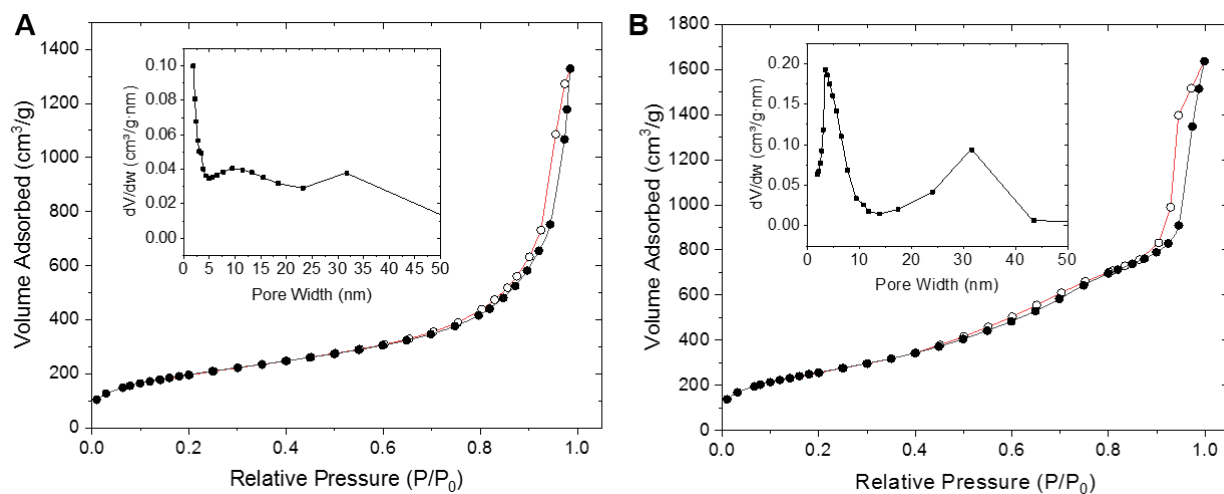 A
1400
1200
1000
800
600
400
200
0
Volume Adsorbed (cm³/g)
0.0 0.2 0.4 0.6 0.8 1.0
Relative Pressure (P/P₀)
0.10
0.08
0.06
0.04
0.02
0.00
dV/dw (cm³/g·nm)
0 5 10 15 20 25 30 35 40 45 50
Pore Width (nm)
B
1800
1600
1400
1200
1000
800
600
400
200
0
Volume Adsorbed (cm³/g)
0.0 0.2 0.4 0.6 0.8 1.0
Relative Pressure (P/P₀)
0.20
0.15
0.10
0.05
0.00
dV/dw (cm³/g·nm)
0 10 20 30 40 50
Pore Width (nm)